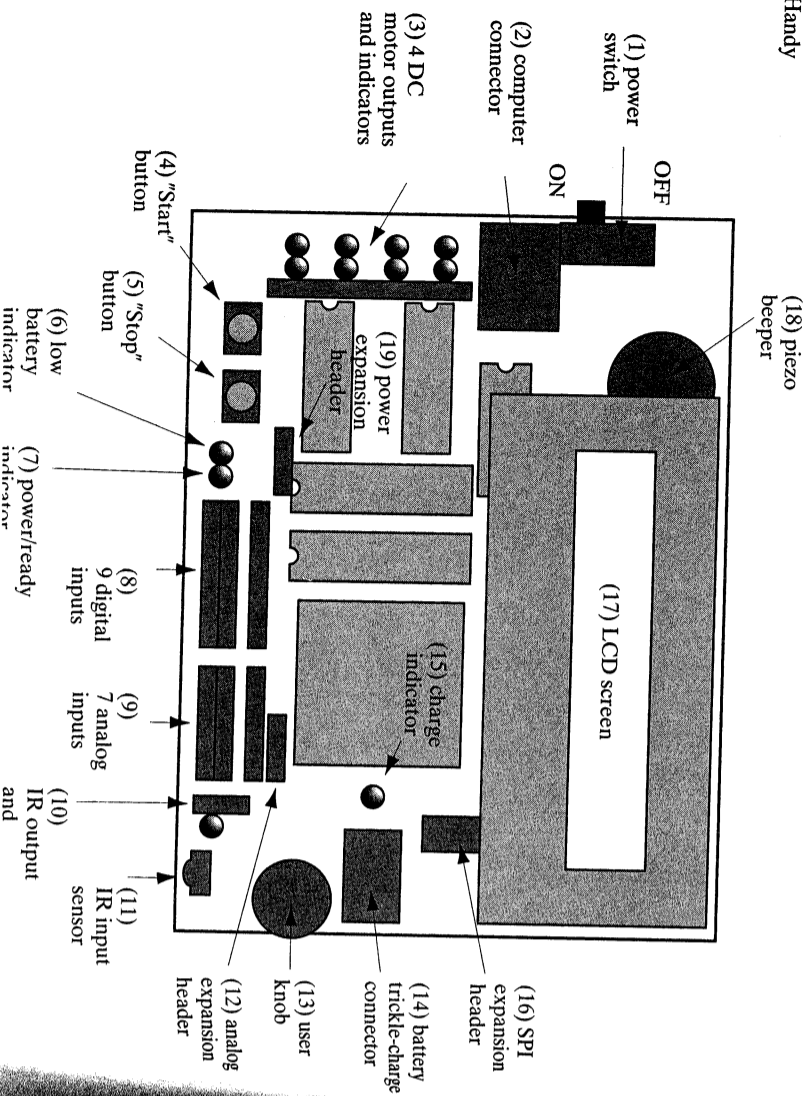 Handy
(1) power
switch
(2) computer
connector
(3) 4 DC
motor outputs
and indicators
(4) "Start"
button
(5) "Stop"
button
(6) low
battery
indicator
(7) power/ready
indicator
(8)
9 digital
inputs
(9)
7 analog
inputs
(10)
IR output
and
(11)
IR input
sensor
(12) analog
expansion
header
(13) user
knob
(14) battery
trickle-charge
connector
(15) charge
indicator
(16) SPI
expansion
header
(17) LCD screen
(18) piezo
beeper
(19) power
expansion
header
OFF
ON